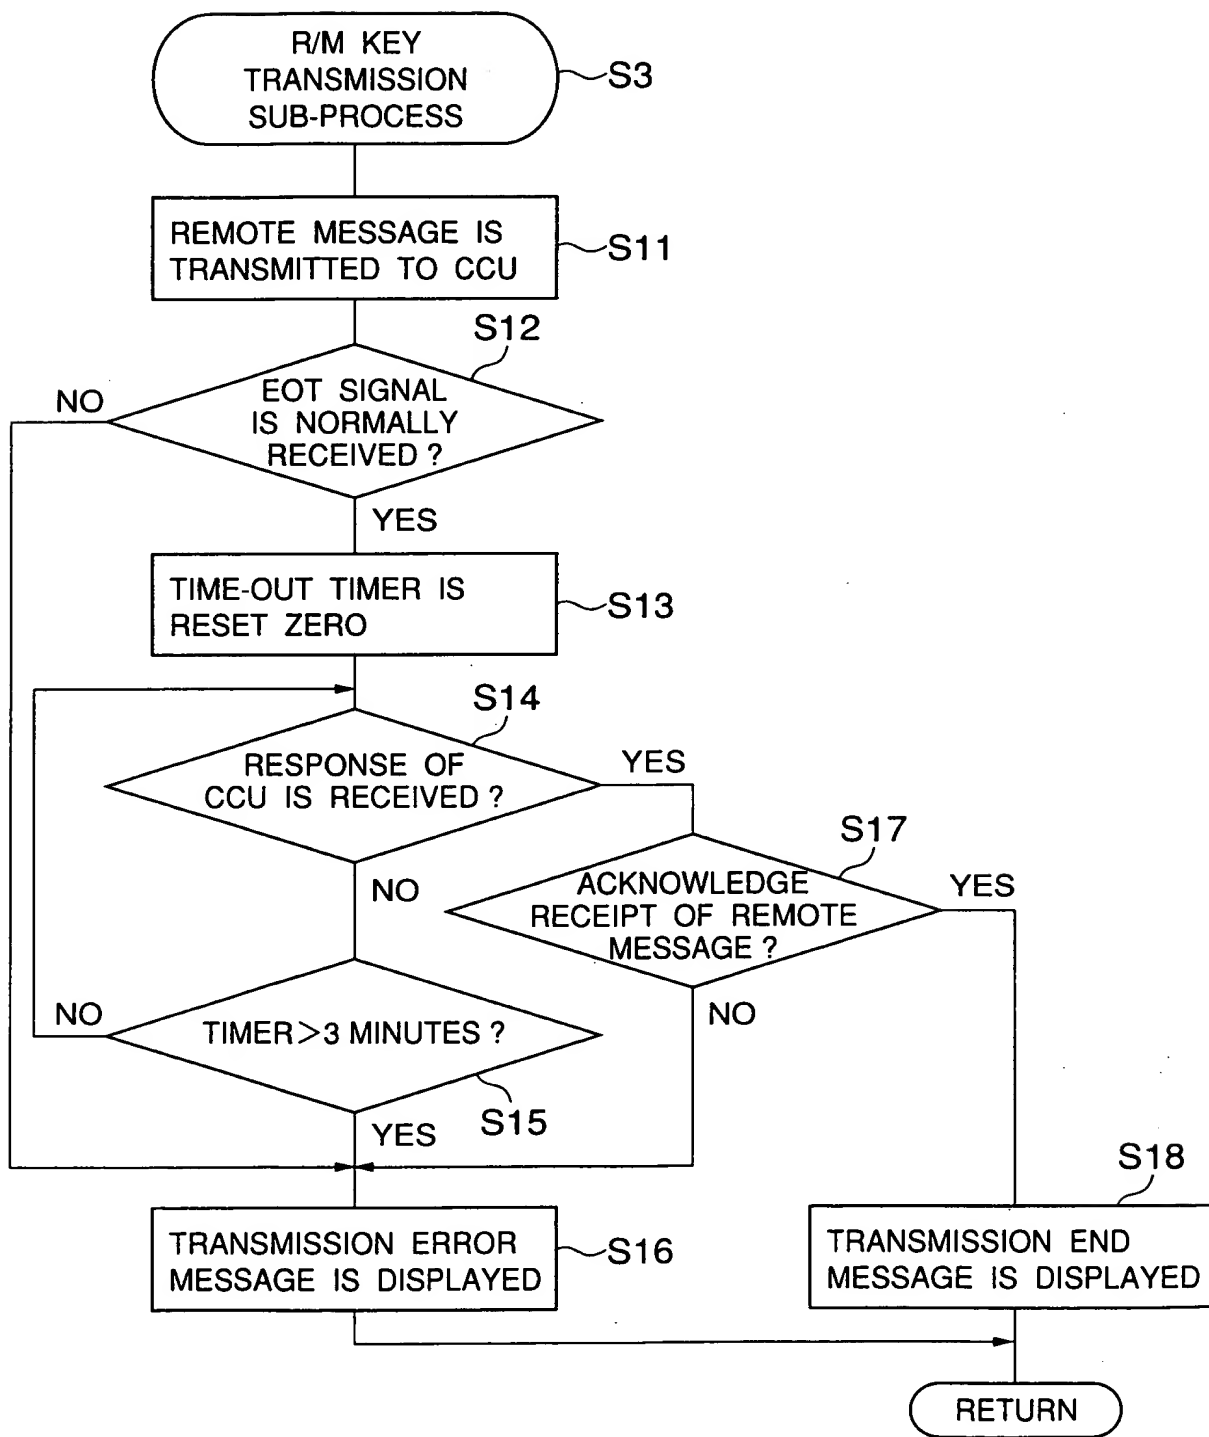 R/M KEY
TRANSMISSION
SUB-PROCESS
S3
REMOTE MESSAGE IS
TRANSMITTED TO CCU
S11
S12
EOT SIGNAL
IS NORMALLY
RECEIVED ?
NO
YES
TIME-OUT TIMER IS
RESET ZERO
S13
S14
RESPONSE OF
CCU IS RECEIVED ?
YES
NO
S17
ACKNOWLEDGE
RECEIPT OF REMOTE
MESSAGE ?
YES
NO
TIMER>3 MINUTES ?
NO
S15
YES
TRANSMISSION ERROR
MESSAGE IS DISPLAYED
S16
S18
TRANSMISSION END
MESSAGE IS DISPLAYED
RETURN